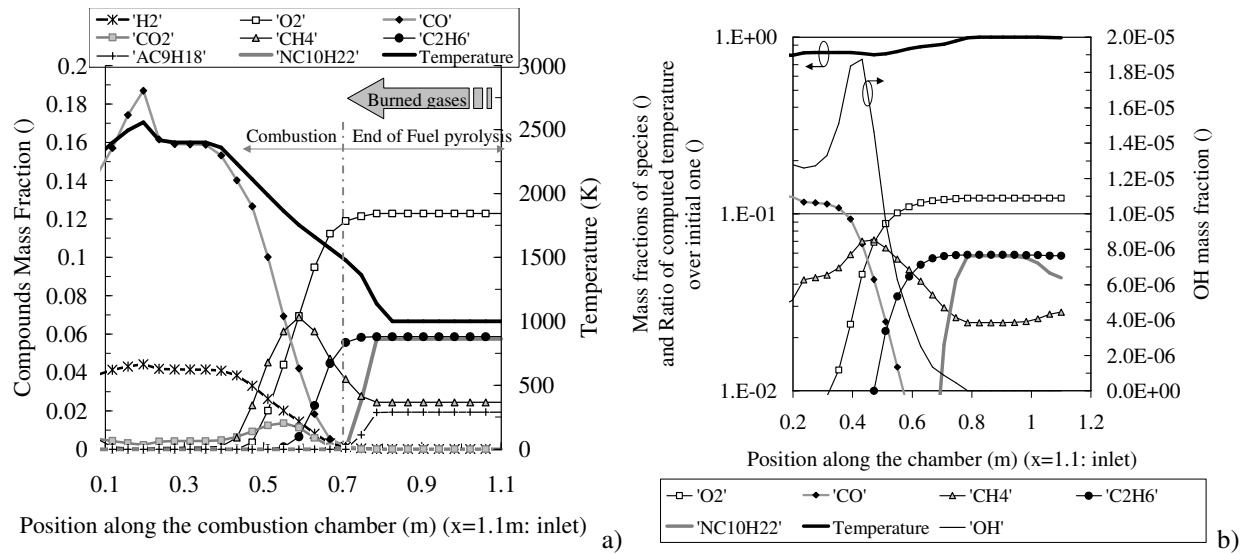 'H2' 'O2' 'CO'
'CO2' 'CH4' 'C2H6'
'AC9H18' 'NC10H22' Temperature
0.2
0.18
0.16
0.14
0.12
0.1
0.08
0.06
0.04
0.02
0
Compounds Mass Fraction ()
3000
2500
2000
1500
1000
500
0
Temperature (K)
Burned gases
Combustion End of Fuel pyrolysis
0.1 0.3 0.5 0.7 0.9 1.1
Position along the combustion chamber (m) (x=1.1m: inlet)
a)
Mass fractions of species ()
and Ratio of computed temperature
over initial one ()
1.E+00
1.E-01
1.E-02
2.0E-05
1.8E-05
1.6E-05
1.4E-05
1.2E-05
1.0E-05
8.0E-06
6.0E-06
4.0E-06
2.0E-06
0.0E+00
OH mass fraction ()
0.2 0.4 0.6 0.8 1 1.2
Position along the chamber (m) (x=1.1: inlet)
'O2' 'CO' 'CH4' 'C2H6'
'NC10H22' Temperature 'OH'
b)